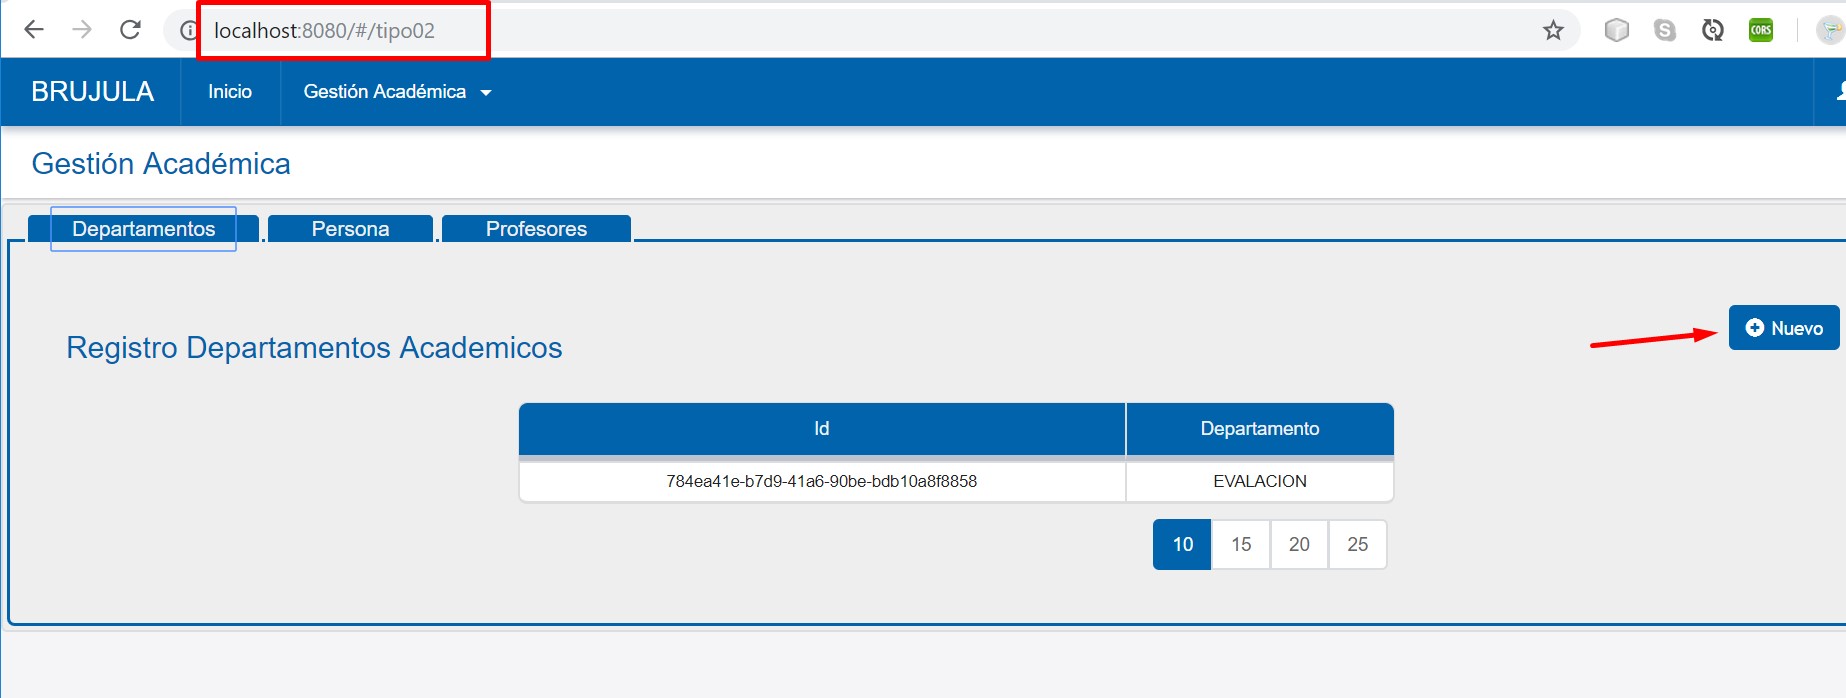 localhost:8080/#/tipo02
CORS
BRUJULA Inicio Gestión Académica
Gestión Académica
Departamentos Persona Profesores
Nuevo
Registro Departamentos Academicos
Id Departamento
784ea41e-b7d9-41a6-90be-bdb10a8f8858 EVALACION
10 15 20 25